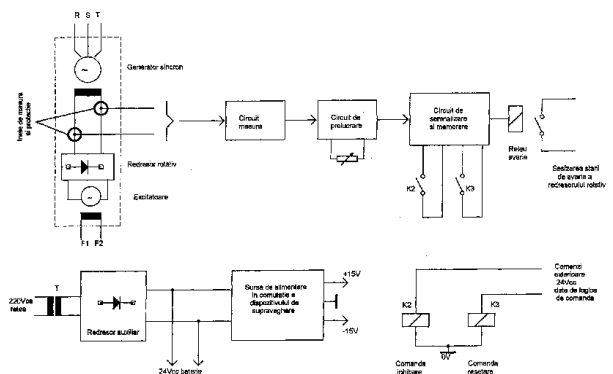 R S T
Generator sincron
Inele de masura
si protectie
Circuit
masura
Circuit de
prelucrare
Circuit de
semnalizare
si memorare
Releu
avarie
Sesizarea starii
de avarie a
redresorului rotativ
Redresor rotativ
Excitatoare
K2
K3
F1 F2
T
220Vca
retea
Redresor auxiliar
24Vcc baterie
Sursa de alimentare
in comutatie a
dispozitivului de
supraveghere
+15V
-15V
Comenzi
exterioare
24Vcc
date de logica
de comanda
K2
K3
0V
Comanda
inhibare
Comanda
resetare